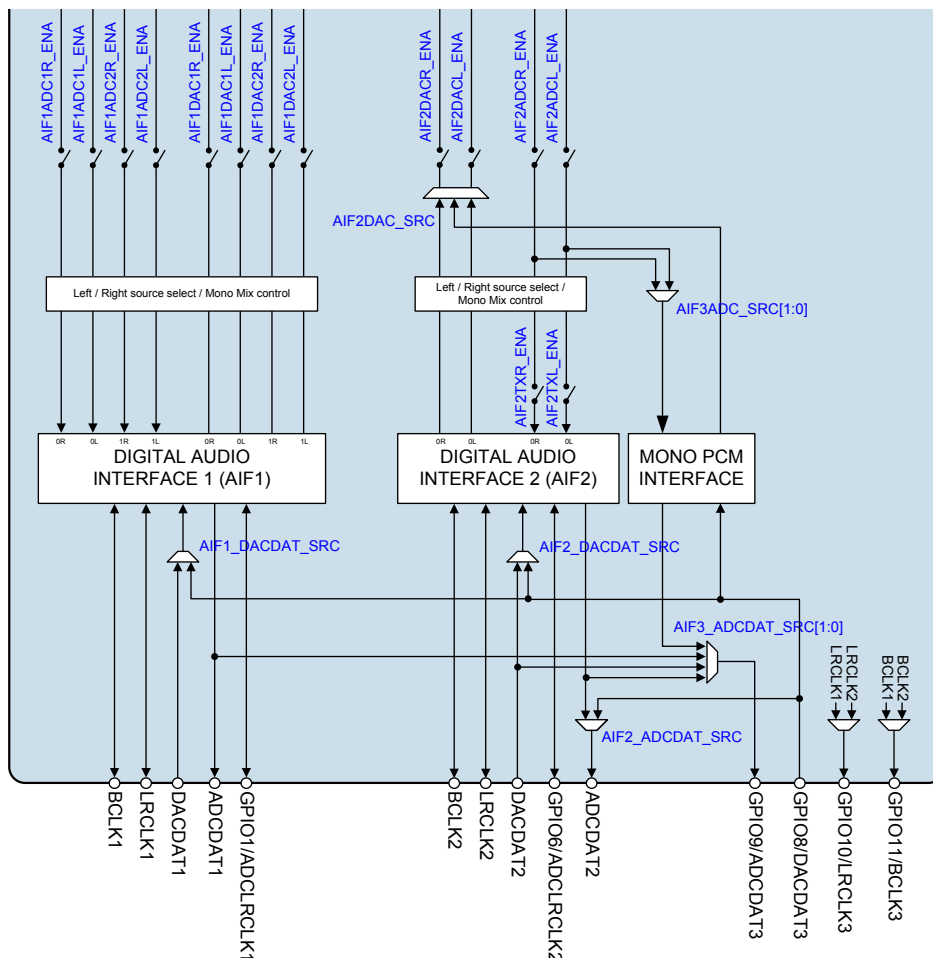 AIF1ADC1R_ENA
AIF1ADC1L_ENA
AIF1ADC2R_ENA
AIF1ADC2L_ENA
AIF1DAC1R_ENA
AIF1DAC1L_ENA
AIF1DAC2R_ENA
AIF1DAC2L_ENA
AIF2DACR_ENA
AIF2DACL_ENA
AIF2ADCR_ENA
AIF2ADCL_ENA
AIF2DAC_SRC
Left / Right source select / Mono Mix control
Left / Right source select /
Mono Mix control
AIF3ADC_SRC[1:0]
AIF2TXR_ENA
AIF2TXL_ENA
0R
0L
1R
1L
0R
0L
1R
1L
DIGITAL AUDIO
INTERFACE 1 (AIF1)
0R
0L
0R
0L
DIGITAL AUDIO
INTERFACE 2 (AIF2)
MONO PCM
INTERFACE
AIF1_DACDAT_SRC
AIF2_DACDAT_SRC
AIF3_ADCDAT_SRC[1:0]
LRCLK1
LRCLK2
BCLK1
BCLK2
AIF2_ADCDAT_SRC
BCLK1
LRCLK1
DACDAT1
ADCDAT1
GPIO1/ADCLRCLK1
BCLK2
LRCLK2
DACDAT2
GPIO6/ADCLRCLK2
ADCDAT2
GPIO9/ADCDAT3
GPIO8/DACDAT3
GPIO10/LRCLK3
GPIO11/BCLK3